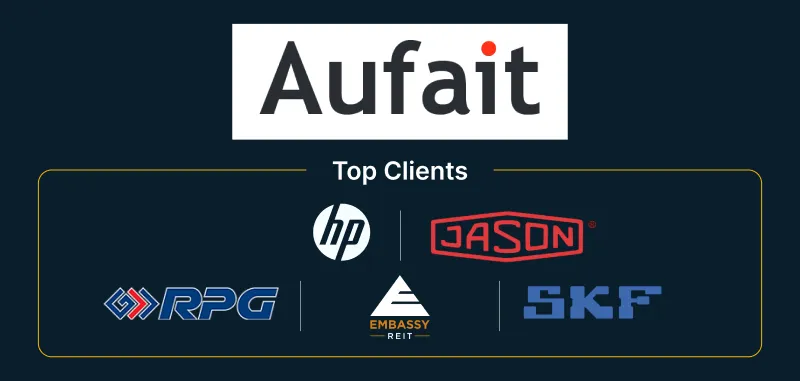 Aufait
Top Clients
hp
JASON®
RPG
EMBASSY
REIT
SKF